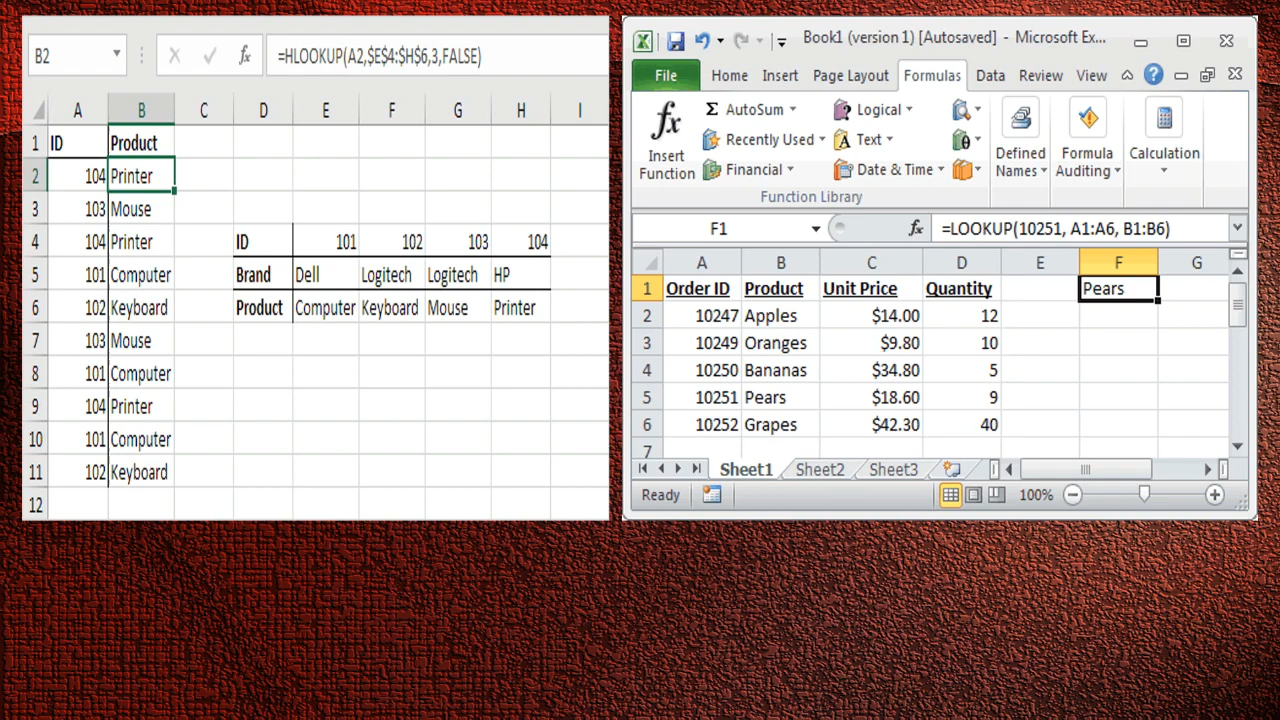 B2 fx =HLOOKUP(A2,$E$4:$H$6,3,FALSE)
A B C D E F G H I
1 ID Product
2 104 Printer
3 103 Mouse
4 104 Printer ID 101 102 103 104
5 101 Computer Brand Dell Logitech Logitech HP
6 102 Keyboard Product Computer Keyboard Mouse Printer
7 103 Mouse
8 101 Computer
9 104 Printer
10 101 Computer
11 102 Keyboard
12
Book1 (version 1) [Autosaved] - Microsoft Ex...
File Home Insert Page Layout Formulas Data Review View
fx Insert Function
Σ AutoSum
Recently Used
Financial
Logical
Text
Date & Time
Defined Names
Formula Auditing
Calculation
Function Library
F1 fx =LOOKUP(10251, A1:A6, B1:B6)
A B C D E F G
1 Order ID Product Unit Price Quantity Pears
2 10247 Apples $14.00 12
3 10249 Oranges $9.80 10
4 10250 Bananas $34.80 5
5 10251 Pears $18.60 9
6 10252 Grapes $42.30 40
7
Sheet1 Sheet2 Sheet3
Ready 100%